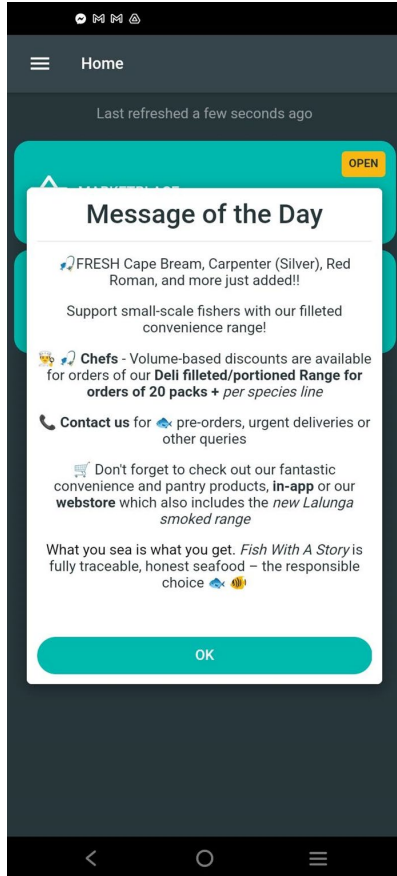 Home
Last refreshed a few seconds ago
OPEN
Message of the Day
🎣FRESH Cape Bream, Carpenter (Silver), Red
Roman, and more just added!!
Support small-scale fishers with our filleted
convenience range!
👨‍🍳 🎣 Chefs - Volume-based discounts are available
for orders of our Deli filleted/portioned Range for
orders of 20 packs + per species line
📞 Contact us for 🐟 pre-orders, urgent deliveries or
other queries
🛒 Don't forget to check out our fantastic
convenience and pantry products, in-app or our
webstore which also includes the new Lalunga
smoked range
What you sea is what you get. Fish With A Story is
fully traceable, honest seafood – the responsible
choice 🐟 🐠
OK